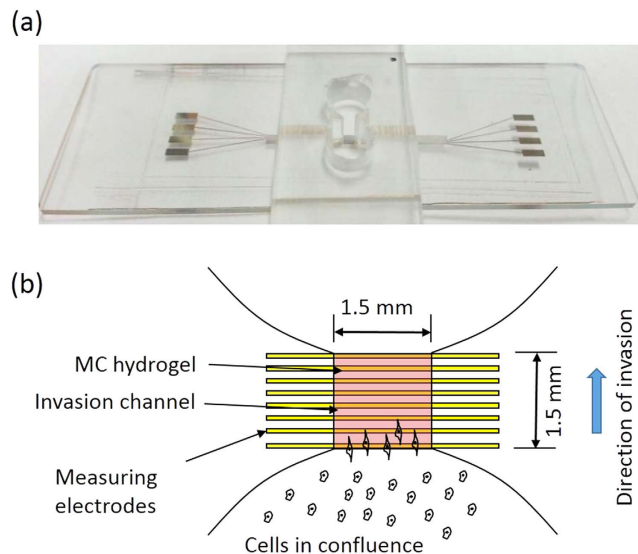 (a)
(b)
1.5 mm
MC hydrogel
Invasion channel
Measuring
electrodes
Cells in confluence
1.5 mm
Direction of invasion